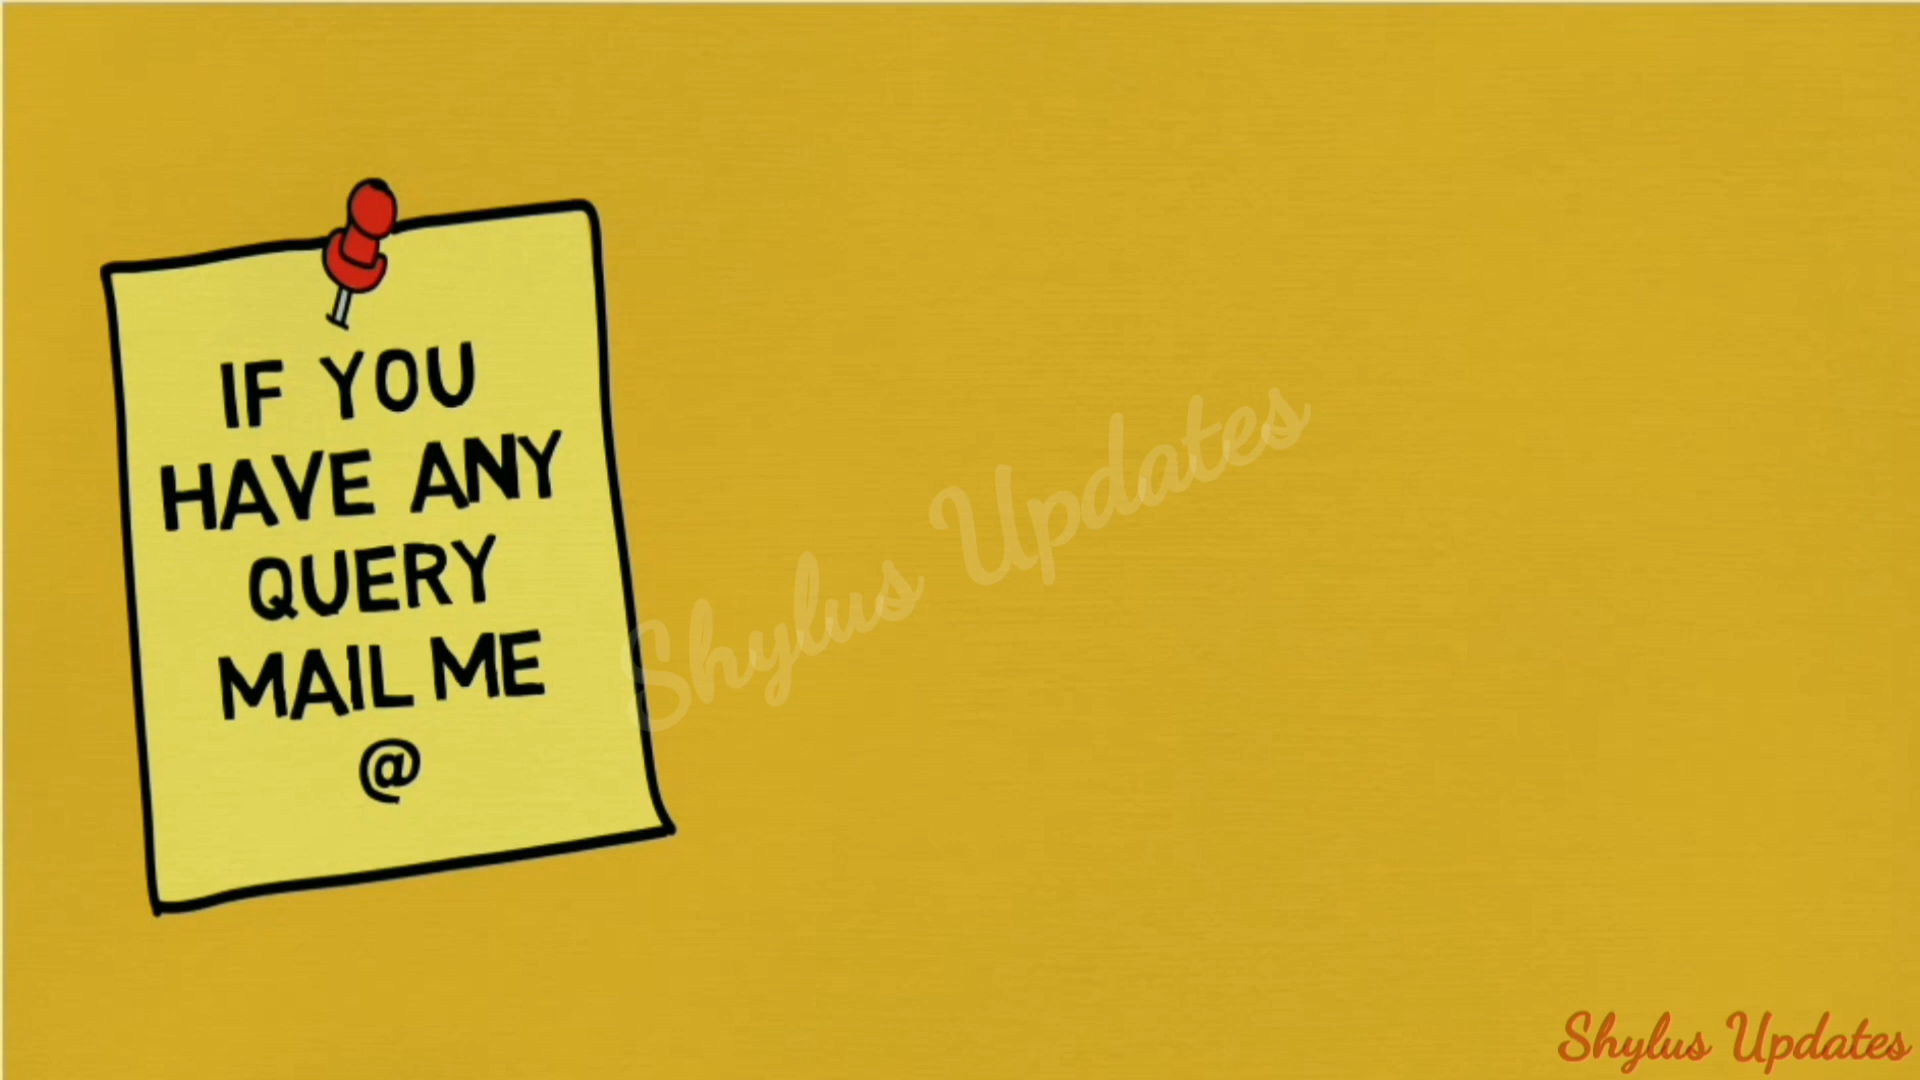 IF YOU
HAVE ANY
QUERY
MAIL ME
@
Shylus Updates
Shylus Updates